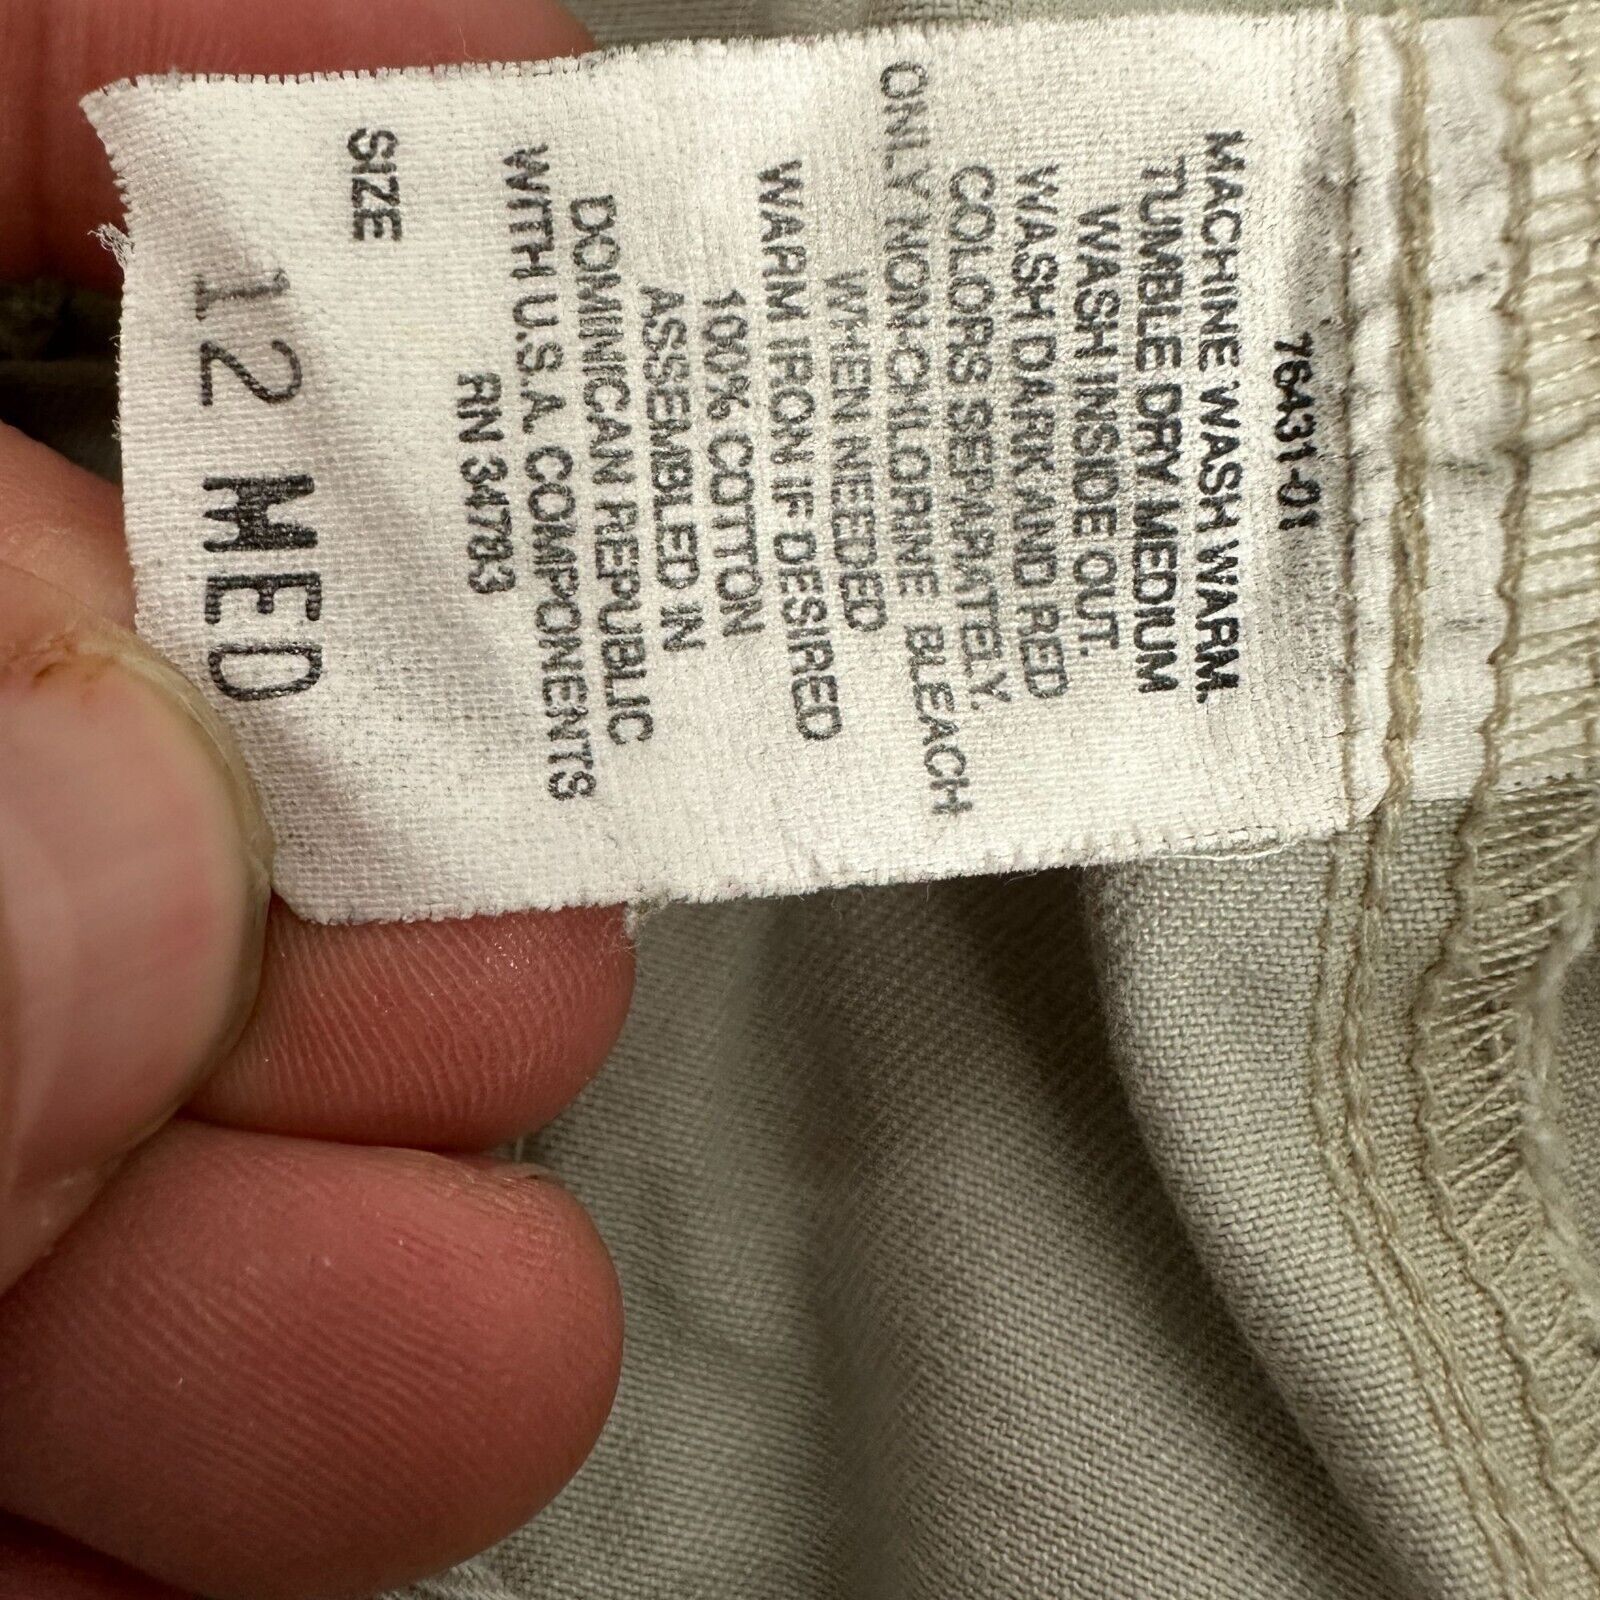 76431-01
MACHINE WASH WARM.
TUMBLE DRY MEDIUM
WASH INSIDE OUT.
WASH DARK AND RED
COLORS SEPARATELY.
ONLY NON-CHLORINE BLEACH
WHEN NEEDED
WARM IRON IF DESIRED
100% COTTON
ASSEMBLED IN
DOMINICAN REPUBLIC
WITH U.S.A. COMPONENTS
RN 34783
SIZE
12 MED